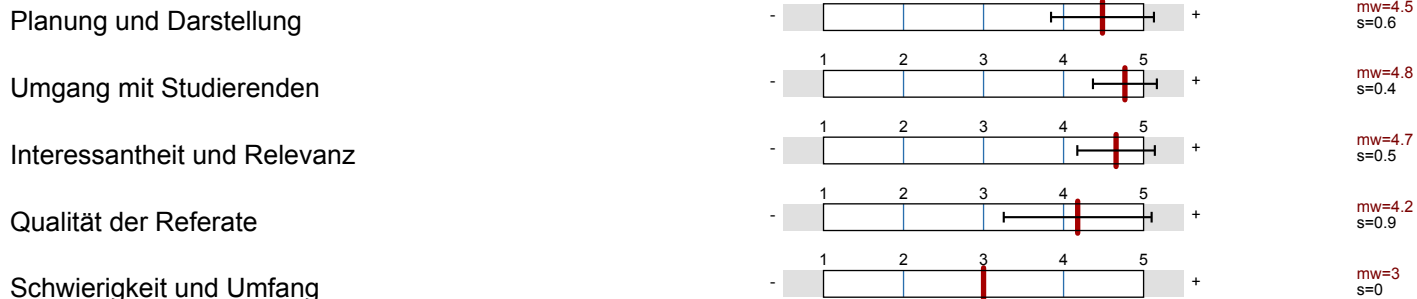 Planung und Darstellung - + mw=4.5
s=0.6
1 2 3 4 5
Umgang mit Studierenden - + mw=4.8
s=0.4
1 2 3 4 5
Interessantheit und Relevanz - + mw=4.7
s=0.5
1 2 3 4 5
Qualität der Referate - + mw=4.2
s=0.9
1 2 3 4 5
Schwierigkeit und Umfang - + mw=3
s=0